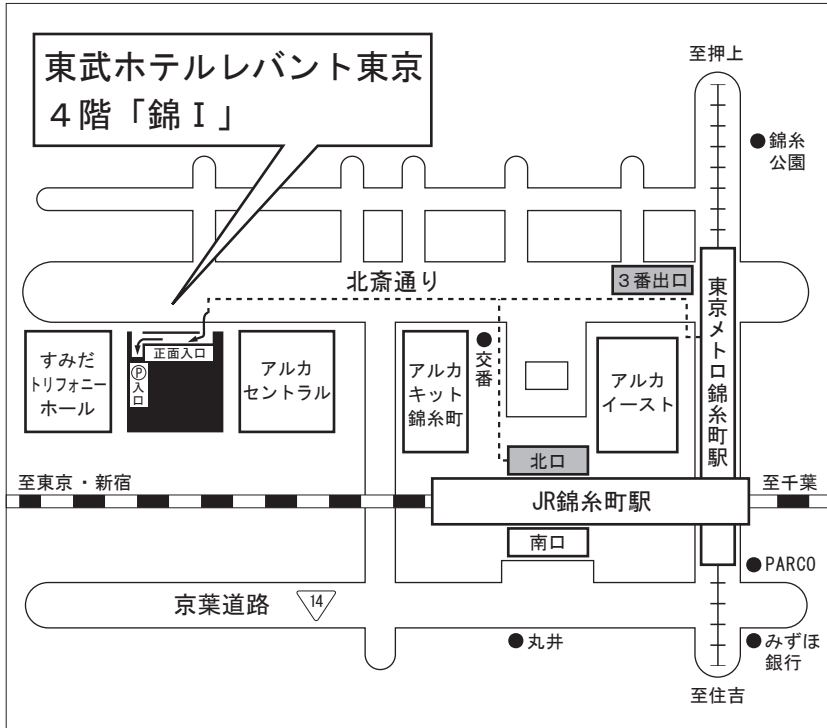 東武ホテルレバント東京
４階「錦Ⅰ」
至押上
錦糸
公園
北斎通り
３番出口
東京メトロ錦糸町駅
すみだ
トリフォニー
ホール
正面入口
Ⓟ入口
アルカ
セントラル
アルカ
キット
錦糸町
交番
アルカ
イースト
北口
至東京・新宿
JR錦糸町駅
至千葉
南口
PARCO
京葉道路
14
丸井
みずほ
銀行
至住吉